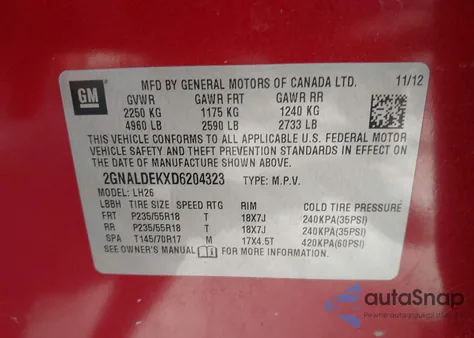 GM
MFD BY GENERAL MOTORS OF CANADA LTD. 11/12
GVWR GAWR FRT GAWR RR
2250 KG 1175 KG 1240 KG
4960 LB 2590 LB 2733 LB
THIS VEHICLE CONFORMS TO ALL APPLICABLE U.S. FEDERAL MOTOR
VEHICLE SAFETY AND THEFT PREVENTION STANDARDS IN EFFECT ON
THE DATE OF MANUFACTURE SHOWN ABOVE.
2GNALDEKXD6204323 TYPE: M.P.V.
MODEL: LH26
LBBH TIRE SIZE SPEED RTG RIM COLD TIRE PRESSURE
FRT P235/55R18 T 18X7J 240KPA(35PSI)
RR P235/55R18 T 18X7J 240KPA(35PSI)
SPA T145/70R17 M 17X4.5T 420KPA(60PSI)
SEE OWNER'S MANUAL FOR MORE INFORMATION
autoSnap